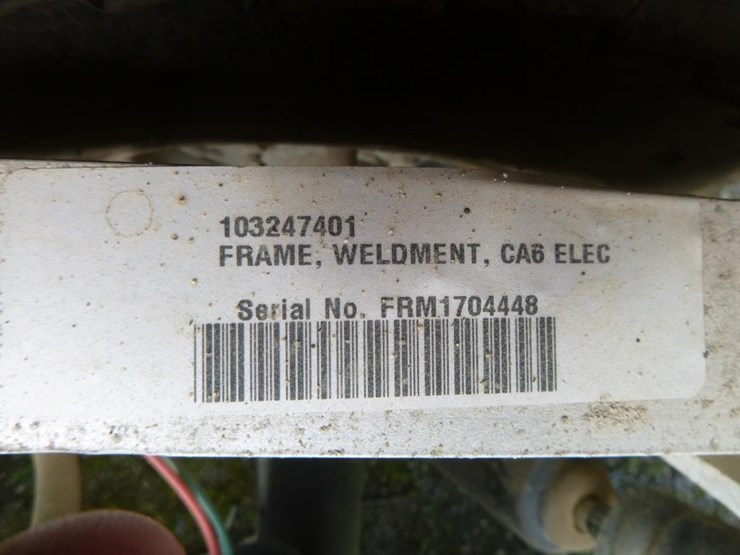 103247401
FRAME, WELDMENT, CA6 ELEC
Serial No. FRM1704448